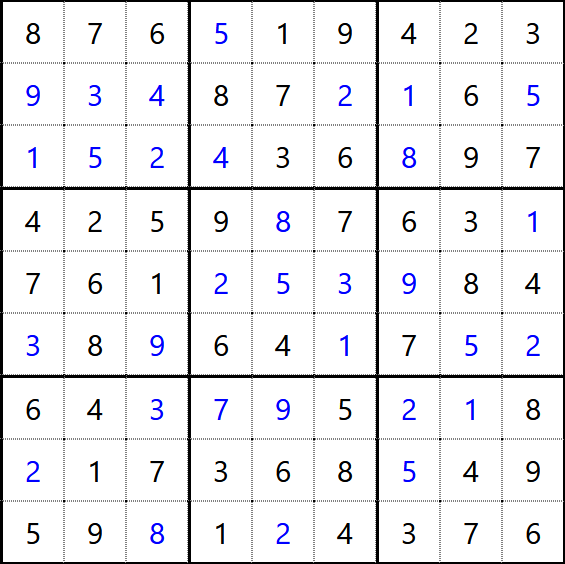 8 7 6 5 1 9 4 2 3
9 3 4 8 7 2 1 6 5
1 5 2 4 3 6 8 9 7
4 2 5 9 8 7 6 3 1
7 6 1 2 5 3 9 8 4
3 8 9 6 4 1 7 5 2
6 4 3 7 9 5 2 1 8
2 1 7 3 6 8 5 4 9
5 9 8 1 2 4 3 7 6